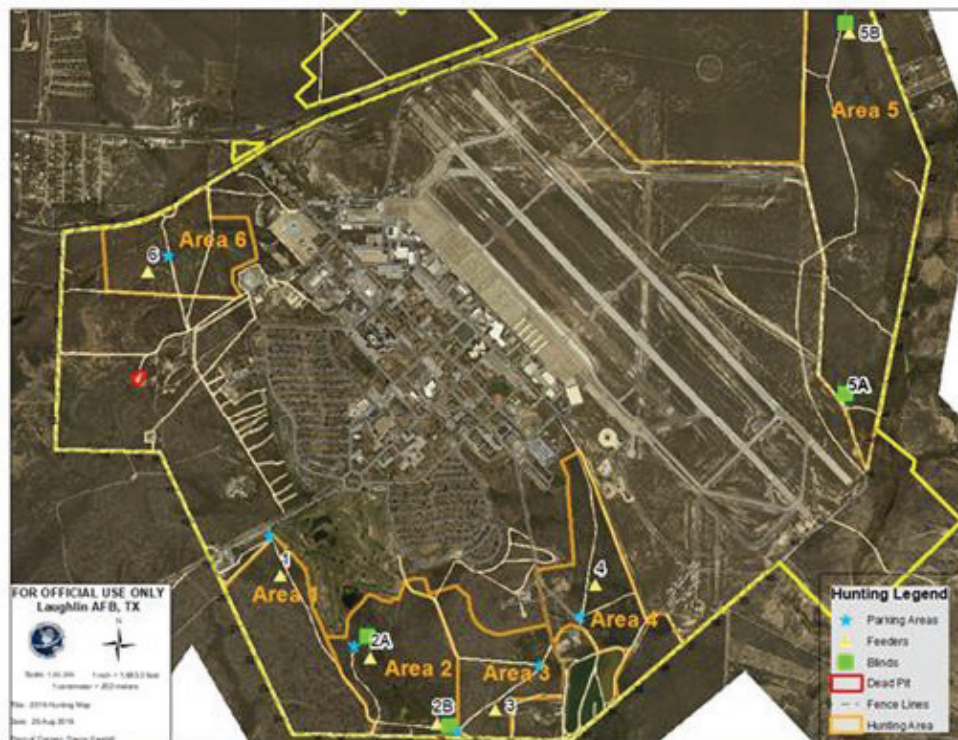 5B
Area 5
Area 6
6
5A
1
Area 1
4
2A
Area 2
Area 3
Area 4
2B
3
FOR OFFICIAL USE ONLY
Laughlin AFB, TX
N
Hunting Legend
Parking Areas
Feeders
Blinds
Dead Pit
Fence Lines
Hunting Area